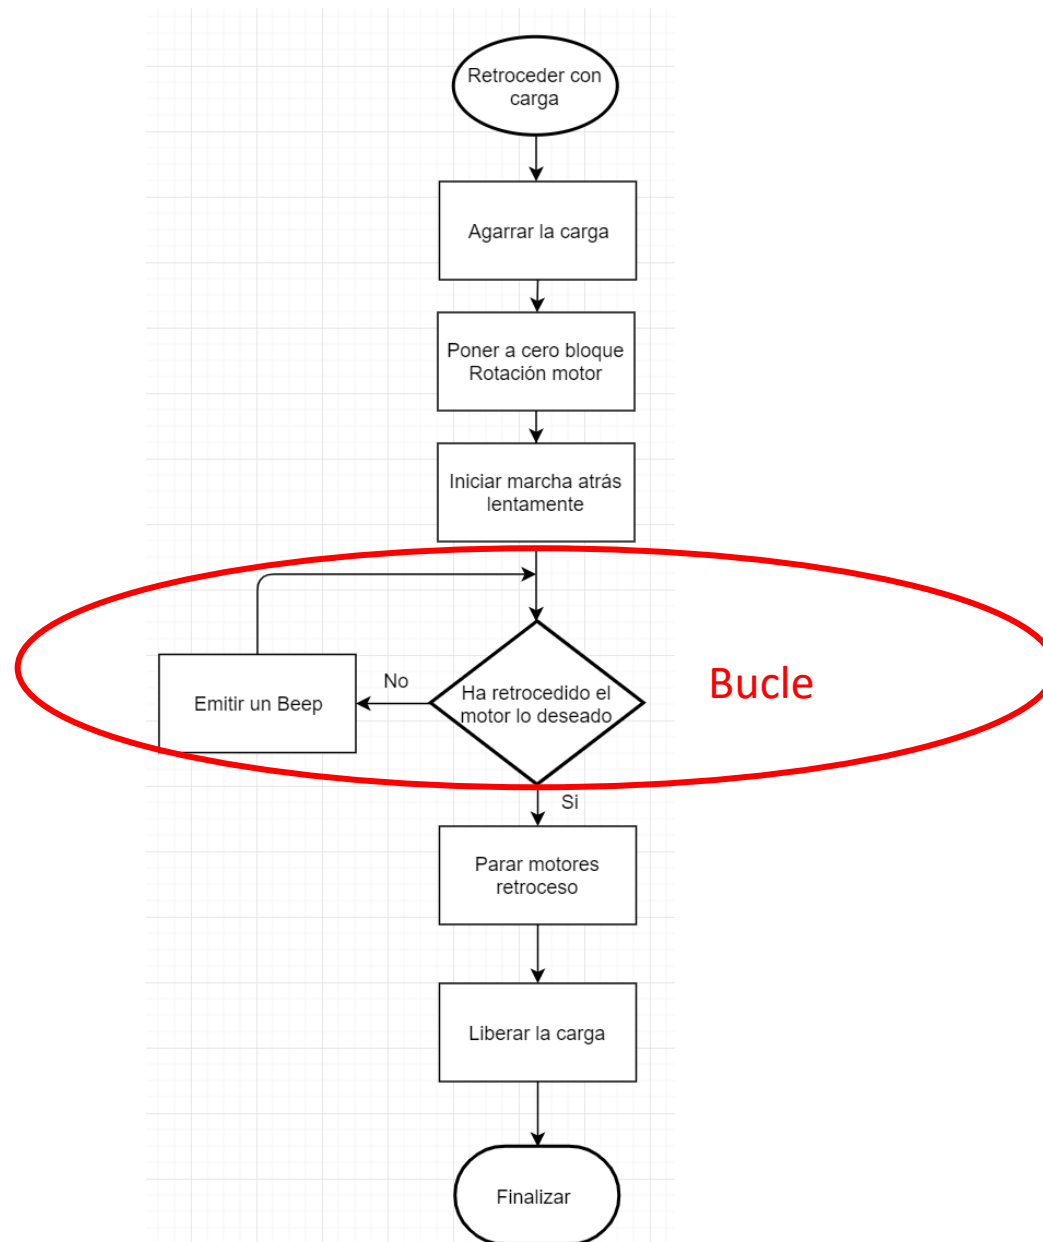 Retroceder con
carga
Agarrar la carga
Poner a cero bloque
Rotación motor
Iniciar marcha atrás
lentamente
No
Emitir un Beep
Ha retrocedido el
motor lo deseado
Bucle
Si
Parar motores
retroceso
Liberar la carga
Finalizar